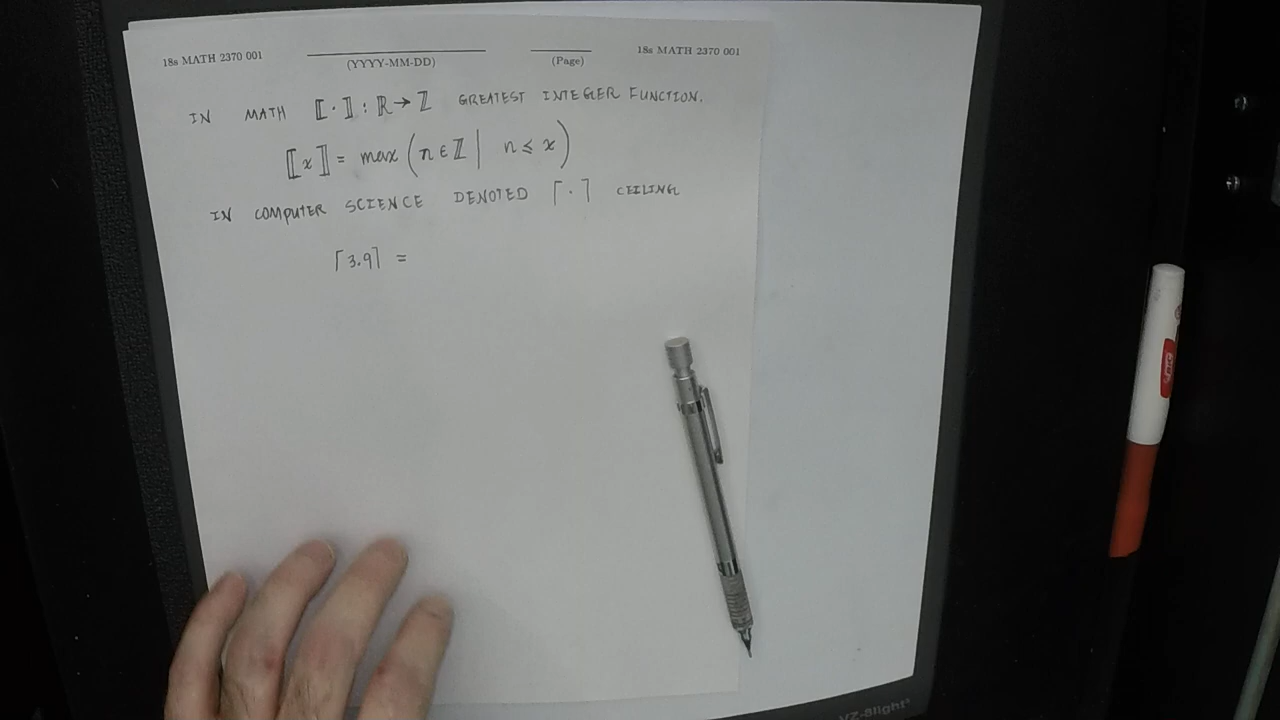 18s MATH 2370 001 (YYYY-MM-DD) (Page) 18s MATH 2370 001
IN MATH ⟦·⟧ : ℝ → ℤ GREATEST INTEGER FUNCTION.
⟦x⟧ = max (n ∈ ℤ | n ≤ x)
IN COMPUTER SCIENCE DENOTED ⌈·⌉ CEILING
⌈3.9⌉ =